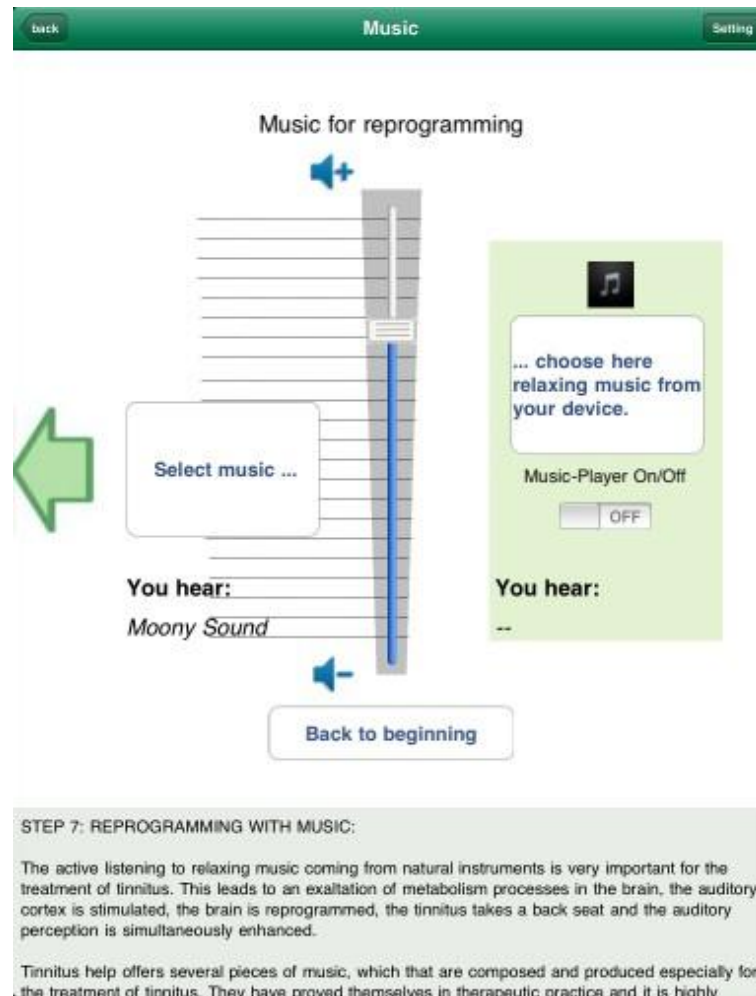 back
Music
Setting
Music for reprogramming
... choose here
relaxing music from
your device.
Select music ...
Music-Player On/Off
OFF
You hear:
Moony Sound
You hear:
--
Back to beginning
STEP 7: REPROGRAMMING WITH MUSIC:
The active listening to relaxing music coming from natural instruments is very important for the
treatment of tinnitus. This leads to an exaltation of metabolism processes in the brain, the auditory
cortex is stimulated, the brain is reprogrammed, the tinnitus takes a back seat and the auditory
perception is simultaneously enhanced.
Tinnitus help offers several pieces of music, which that are composed and produced especially for
the treatment of tinnitus. They have proved themselves in therapeutic practice and it is highly